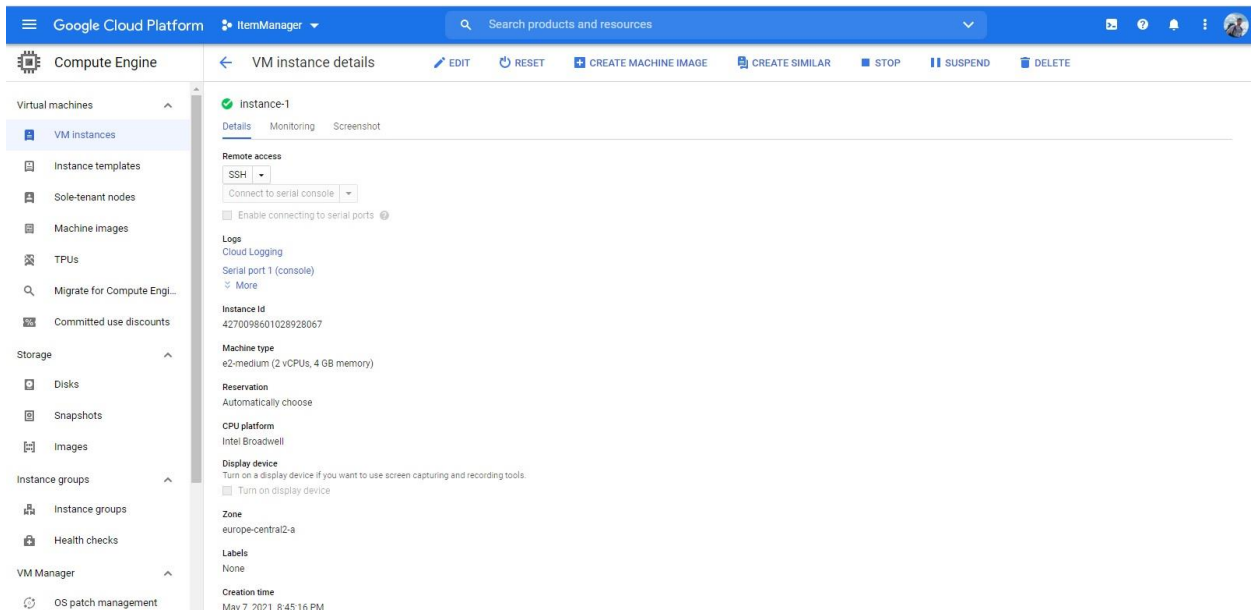 Google Cloud Platform
ItemManager
Search products and resources
Compute Engine
VM instance details
EDIT
RESET
CREATE MACHINE IMAGE
CREATE SIMILAR
STOP
SUSPEND
DELETE
Virtual machines
VM instances
Instance templates
Sole-tenant nodes
Machine images
TPUs
Migrate for Compute Engi...
Committed use discounts
Storage
Disks
Snapshots
Images
Instance groups
Instance groups
Health checks
VM Manager
OS patch management
instance-1
Details Monitoring Screenshot
Remote access
SSH
Connect to serial console
Enable connecting to serial ports
Logs
Cloud Logging
Serial port 1 (console)
More
Instance Id
4270098601028928067
Machine type
e2-medium (2 vCPUs, 4 GB memory)
Reservation
Automatically choose
CPU platform
Intel Broadwell
Display device
Turn on a display device if you want to use screen capturing and recording tools.
Turn on display device
Zone
europe-central2-a
Labels
None
Creation time
May 7, 2021, 8:45:16 PM